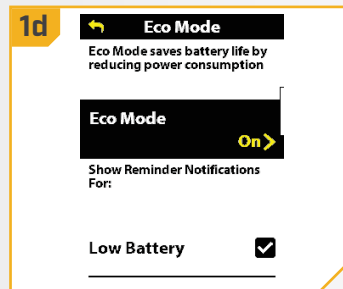 1d
Eco Mode
Eco Mode saves battery life by
reducing power consumption
Eco Mode
On
Show Reminder Notifications
For:
Low Battery